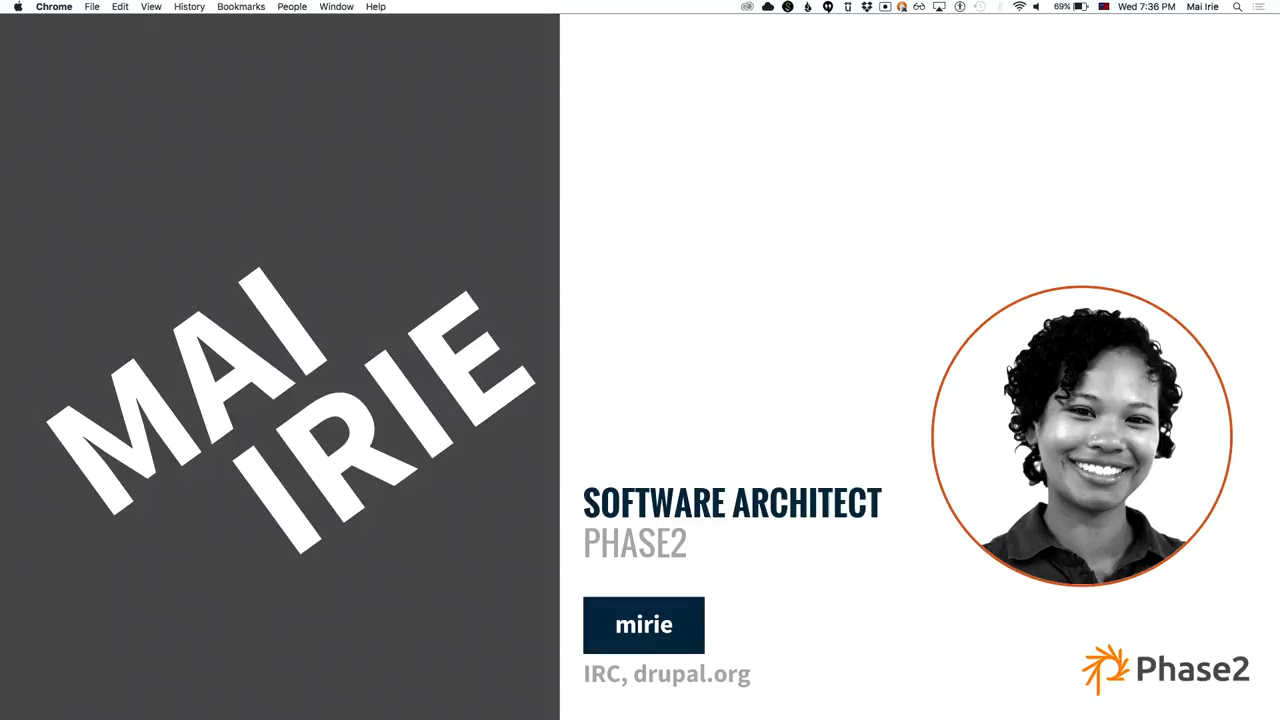 Chrome File Edit View History Bookmarks People Window Help 69% Wed 7:36 PM Mai Irie
MAI
IRIE
SOFTWARE ARCHITECT
PHASE2
mirie
IRC, drupal.org
Phase2